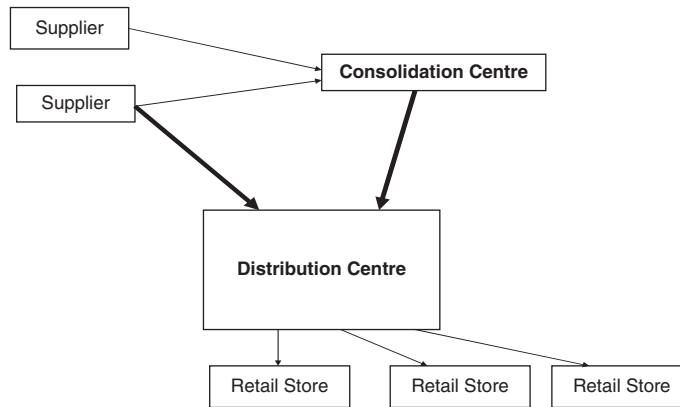 Supplier
Consolidation Centre
Supplier
Distribution Centre
Retail Store
Retail Store
Retail Store